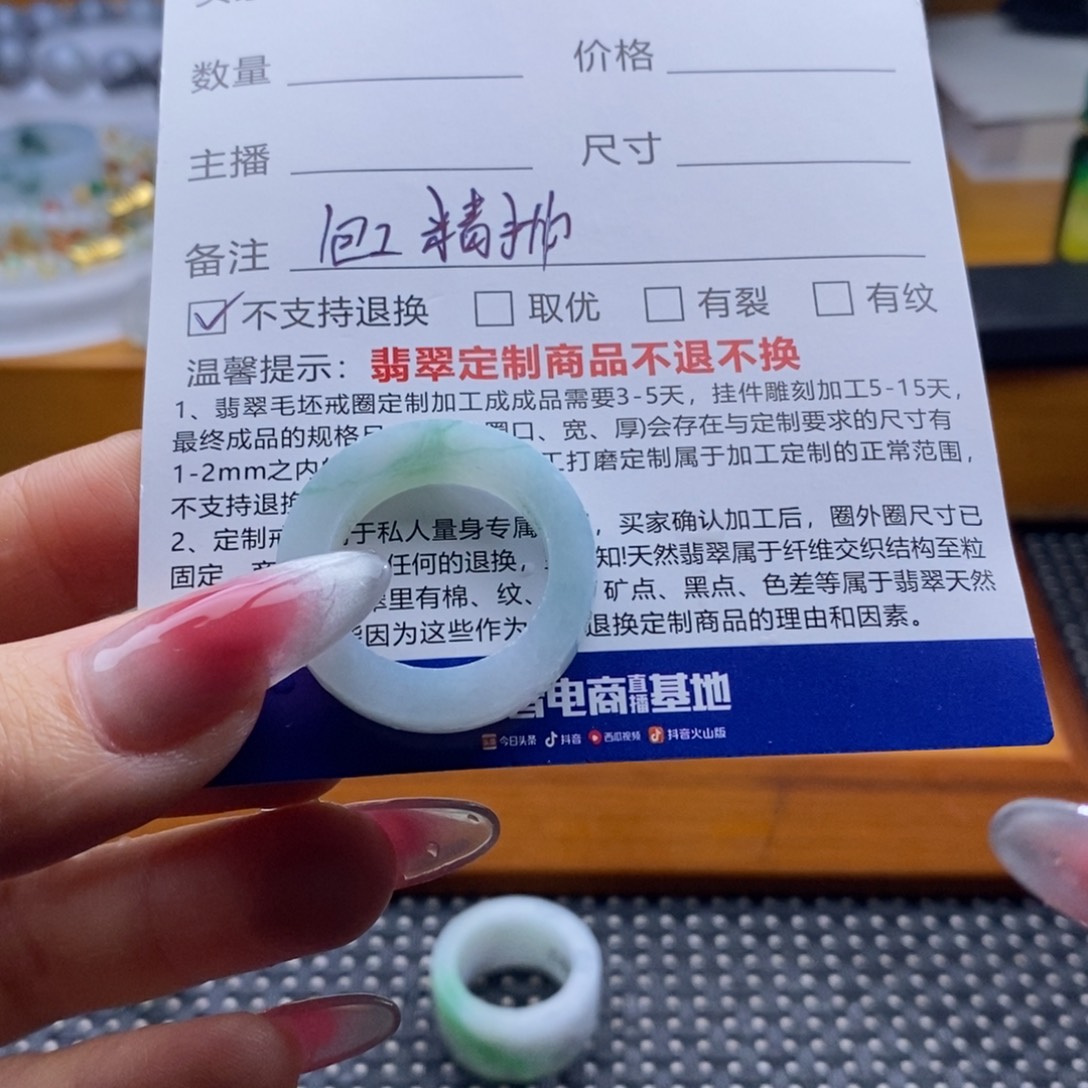 数量 价格
主播 尺寸
备注 包工精抛
不支持退换 取优 有裂 有纹
温馨提示：翡翠定制商品不退不换
1、翡翠毛坯戒圈定制加工成成品需要3-5天，挂件雕刻加工5-15天，
最终成品的规格 圈口、宽、厚)会存在与定制要求的尺寸有
1-2mm之内 工打磨定制属于加工定制的正常范围，
不支持退换
2、定制 于私人量身专属 ，买家确认加工后，圈外圈尺寸已
固定 任何的退换， 知!天然翡翠属于纤维交织结构至粒
里有棉、纹、 矿点、黑点、色差等属于翡翠天然
因为这些作为 退换定制商品的理由和因素。
电商直播基地
今日头条 抖音 西瓜视频 抖音火山版